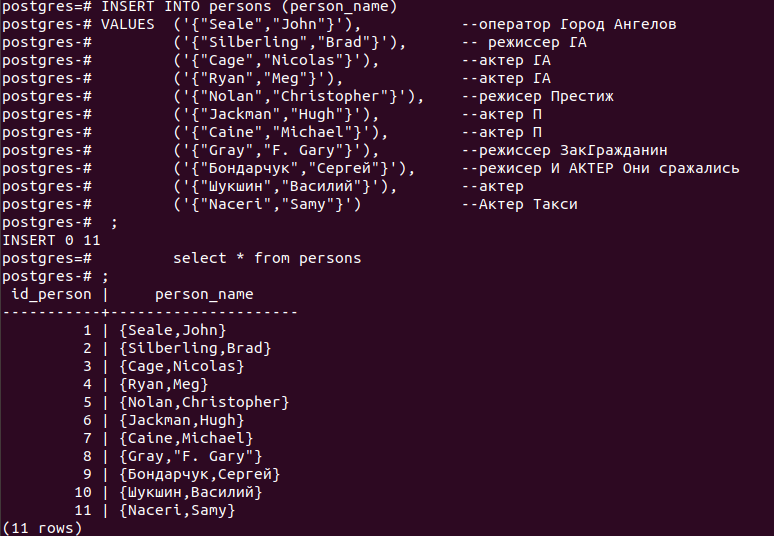 postgres=# INSERT INTO persons (person_name)
postgres-# VALUES  ('{"Seale","John"}'),           --оператор Город Ангелов
postgres-#         ('{"Silberling","Brad"}'),      -- режиссер ГА
postgres-#         ('{"Cage","Nicolas"}'),         --актер ГА
postgres-#         ('{"Ryan","Meg"}'),             --актер ГА
postgres-#         ('{"Nolan","Christopher"}'),    --режисер Престиж
postgres-#         ('{"Jackman","Hugh"}'),         --актер П
postgres-#         ('{"Caine","Michael"}'),        --актер П
postgres-#         ('{"Gray","F. Gary"}'),         --режиссер ЗакГражданин
postgres-#         ('{"Бондарчук","Сергей"}'),     --режисер И АКТЕР Они сражались
postgres-#         ('{"Шукшин","Василий"}'),       --актер
postgres-#         ('{"Naceri","Samy"}')           --Актер Такси
postgres-#  ;
INSERT 0 11
postgres=#         select * from persons
postgres-# ;
 id_person |     person_name
-----------+---------------------
         1 | {Seale,John}
         2 | {Silberling,Brad}
         3 | {Cage,Nicolas}
         4 | {Ryan,Meg}
         5 | {Nolan,Christopher}
         6 | {Jackman,Hugh}
         7 | {Caine,Michael}
         8 | {Gray,"F. Gary"}
         9 | {Бондарчук,Сергей}
        10 | {Шукшин,Василий}
        11 | {Naceri,Samy}
(11 rows)